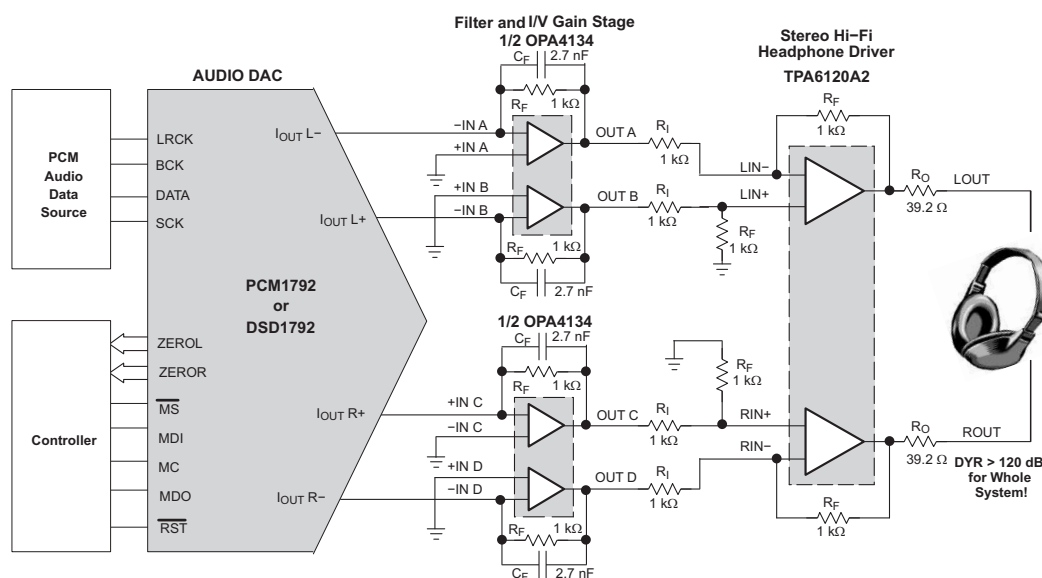 Filter and I/V Gain Stage
1/2 OPA4134
CF 2.7 nF
RF 1 kΩ
Stereo Hi−Fi
Headphone Driver
TPA6120A2
AUDIO DAC
PCM
Audio
Data
Source
LRCK
BCK
DATA
SCK
IOUT L−
IOUT L+
PCM1792
or
DSD1792
−IN A
+IN A
+IN B
−IN B
OUT A
OUT B
RF 1 kΩ
CF 2.7 nF
RI
1 kΩ
RI
1 kΩ
LIN−
LIN+
RF
1 kΩ
RF
1 kΩ
RO
39.2 Ω
LOUT
Controller
ZEROL
ZEROR
MS
MDI
MC
MDO
RST
IOUT R+
IOUT R−
1/2 OPA4134
CF 2.7 nF
RF 1 kΩ
+IN C
−IN C
+IN D
−IN D
OUT C
OUT D
RF 1 kΩ
CF 2.7 nF
RI
1 kΩ
RI
1 kΩ
RF
1 kΩ
RIN+
RIN−
RF
1 kΩ
RO
39.2 Ω
ROUT
DYR > 120 dB
for Whole
System!